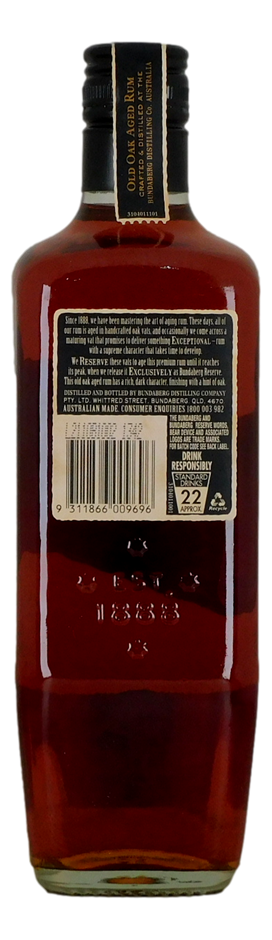 OLD OAK AGED RUM
CRAFTED & DISTILLED AT THE
BUNDABERG DISTILLING Co. AUSTRALIA
3104011101
Since 1888, we have been mastering the art of aging rum. These days, all of
our rum is aged in handcrafted oak vats, and occasionally we come across a
maturing vat that promises to deliver something EXCEPTIONAL - rum
with a supreme character that takes time to develop.
We RESERVE these vats to age this premium rum until it reaches
its peak, when we release it EXCLUSIVELY as Bundaberg Reserve.
This old oak aged rum has a rich, dark character, finishing with a hint of oak.
DISTILLED AND BOTTLED BY BUNDABERG DISTILLING COMPANY
PTY. LTD. WHITTRED STREET, BUNDABERG, QLD. 4670
AUSTRALIAN MADE. CONSUMER ENQUIRIES 1800 003 982
1342
9 311866 009696
THE BUNDABERG AND
BUNDABERG RESERVE WORDS,
BEAR DEVICE AND ASSOCIATED
LOGOS ARE TRADE MARKS.
FOR BATCH CODE SEE BACK LABEL.
DRINK
RESPONSIBLY
STANDARD
DRINKS
22
APPROX.
Recycle
EST.
1888